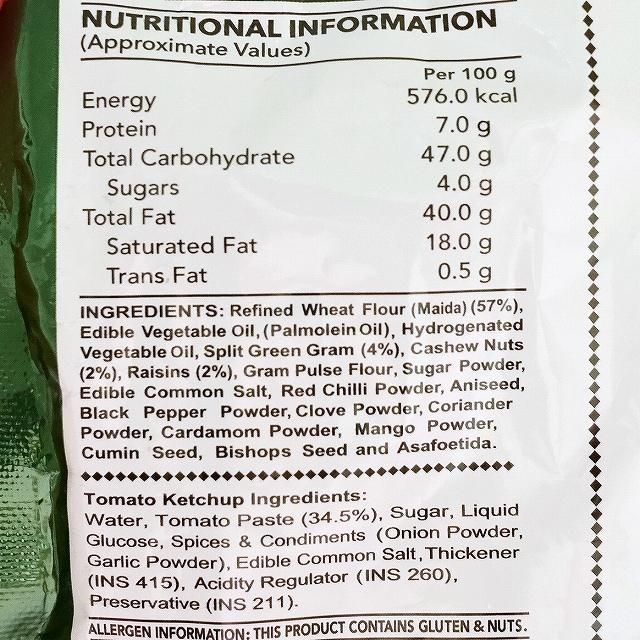 NUTRITIONAL INFORMATION
(Approximate Values)
Per 100 g
Energy 576.0 kcal
Protein 7.0 g
Total Carbohydrate 47.0 g
Sugars 4.0 g
Total Fat 40.0 g
Saturated Fat 18.0 g
Trans Fat 0.5 g
INGREDIENTS: Refined Wheat Flour (Maida) (57%),
Edible Vegetable Oil, (Palmolein Oil), Hydrogenated
Vegetable Oil, Split Green Gram (4%), Cashew Nuts
(2%), Raisins (2%), Gram Pulse Flour, Sugar Powder,
Edible Common Salt, Red Chilli Powder, Aniseed,
Black Pepper Powder, Clove Powder, Coriander
Powder, Cardamom Powder, Mango Powder,
Cumin Seed, Bishops Seed and Asafoetida.
Tomato Ketchup Ingredients:
Water, Tomato Paste (34.5%), Sugar, Liquid
Glucose, Spices & Condiments (Onion Powder,
Garlic Powder), Edible Common Salt, Thickener
(INS 415), Acidity Regulator (INS 260),
Preservative (INS 211).
ALLERGEN INFORMATION: THIS PRODUCT CONTAINS GLUTEN & NUTS.